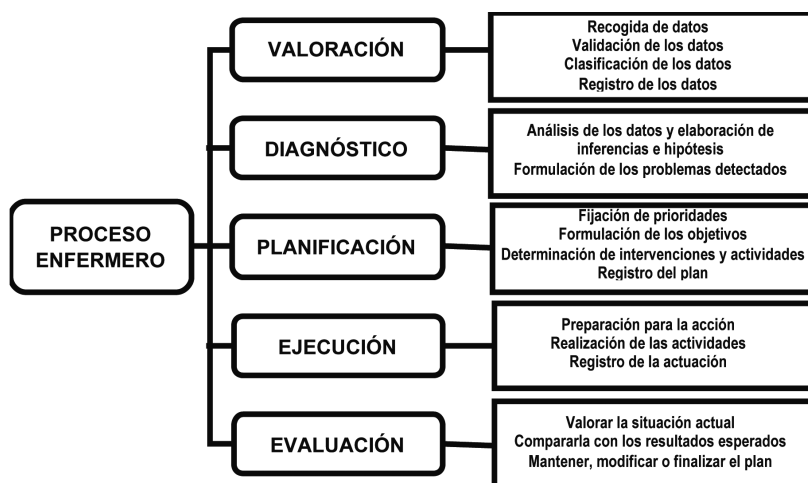 PROCESO
ENFERMERO
VALORACIÓN
Recogida de datos
Validación de los datos
Clasificación de los datos
Registro de los datos
DIAGNÓSTICO
Análisis de los datos y elaboración de
inferencias e hipótesis
Formulación de los problemas detectados
PLANIFICACIÓN
Fijación de prioridades
Formulación de los objetivos
Determinación de intervenciones y actividades
Registro del plan
EJECUCIÓN
Preparación para la acción
Realización de las actividades
Registro de la actuación
EVALUACIÓN
Valorar la situación actual
Compararla con los resultados esperados
Mantener, modificar o finalizar el plan